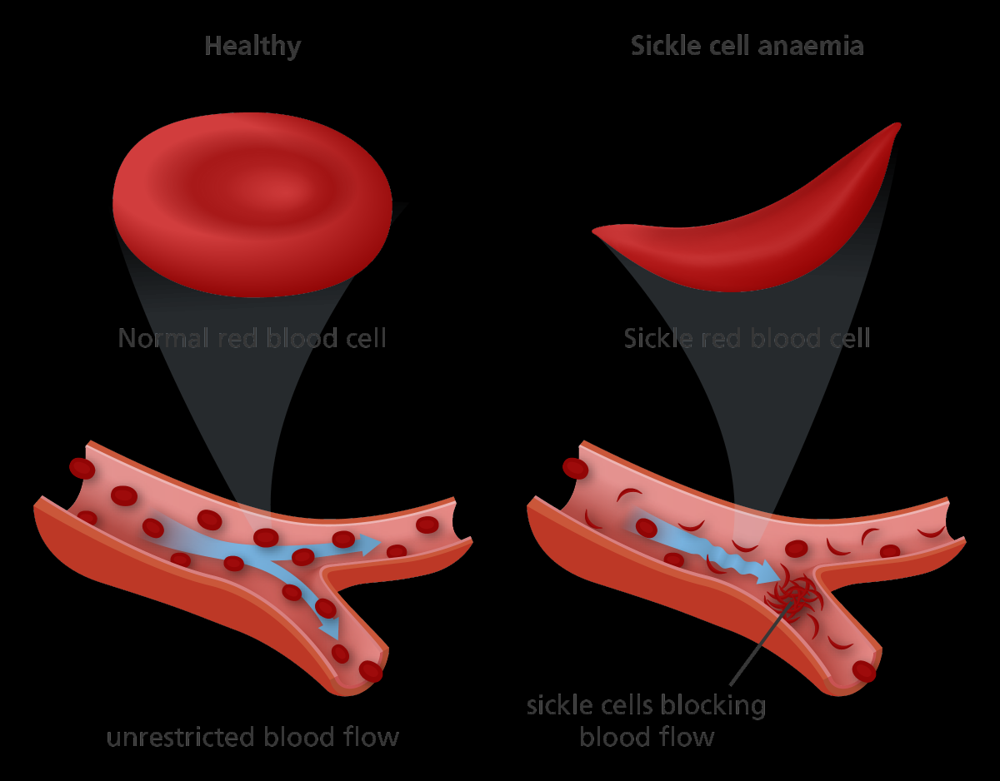 Healthy
Sickle cell anaemia
Normal red blood cell
Sickle red blood cell
sickle cells blocking
blood flow
unrestricted blood flow